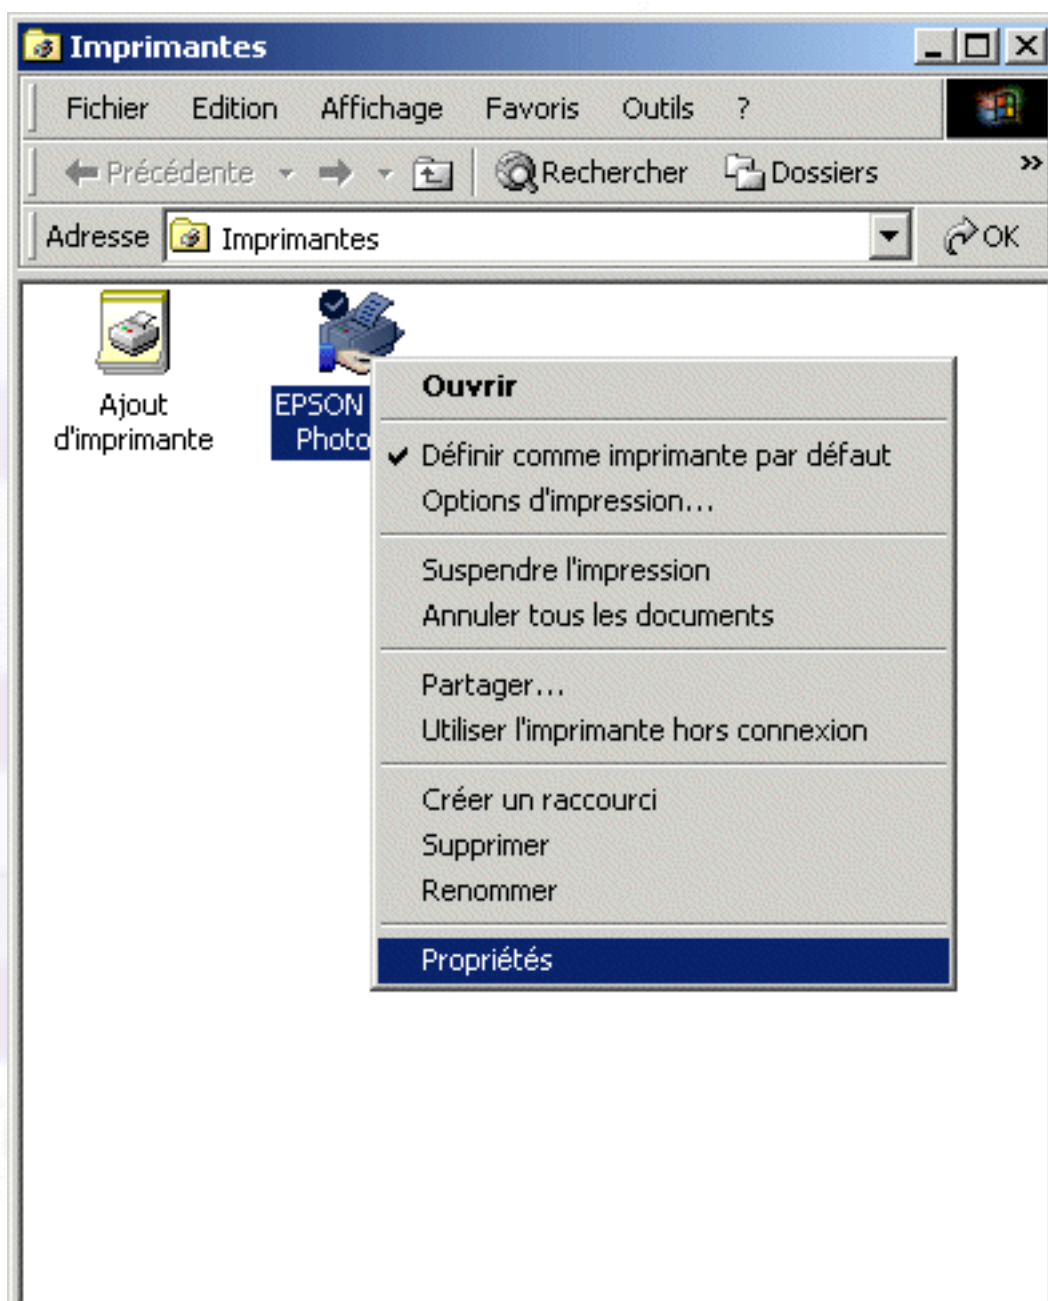 Imprimantes
Fichier Edition Affichage Favoris Outils ?
Précédente Rechercher Dossiers »
Adresse Imprimantes OK
Ajout
d'imprimante
EPSON
Photo
Ouvrir
Définir comme imprimante par défaut
Options d'impression...
Suspendre l'impression
Annuler tous les documents
Partager...
Utiliser l'imprimante hors connexion
Créer un raccourci
Supprimer
Renommer
Propriétés